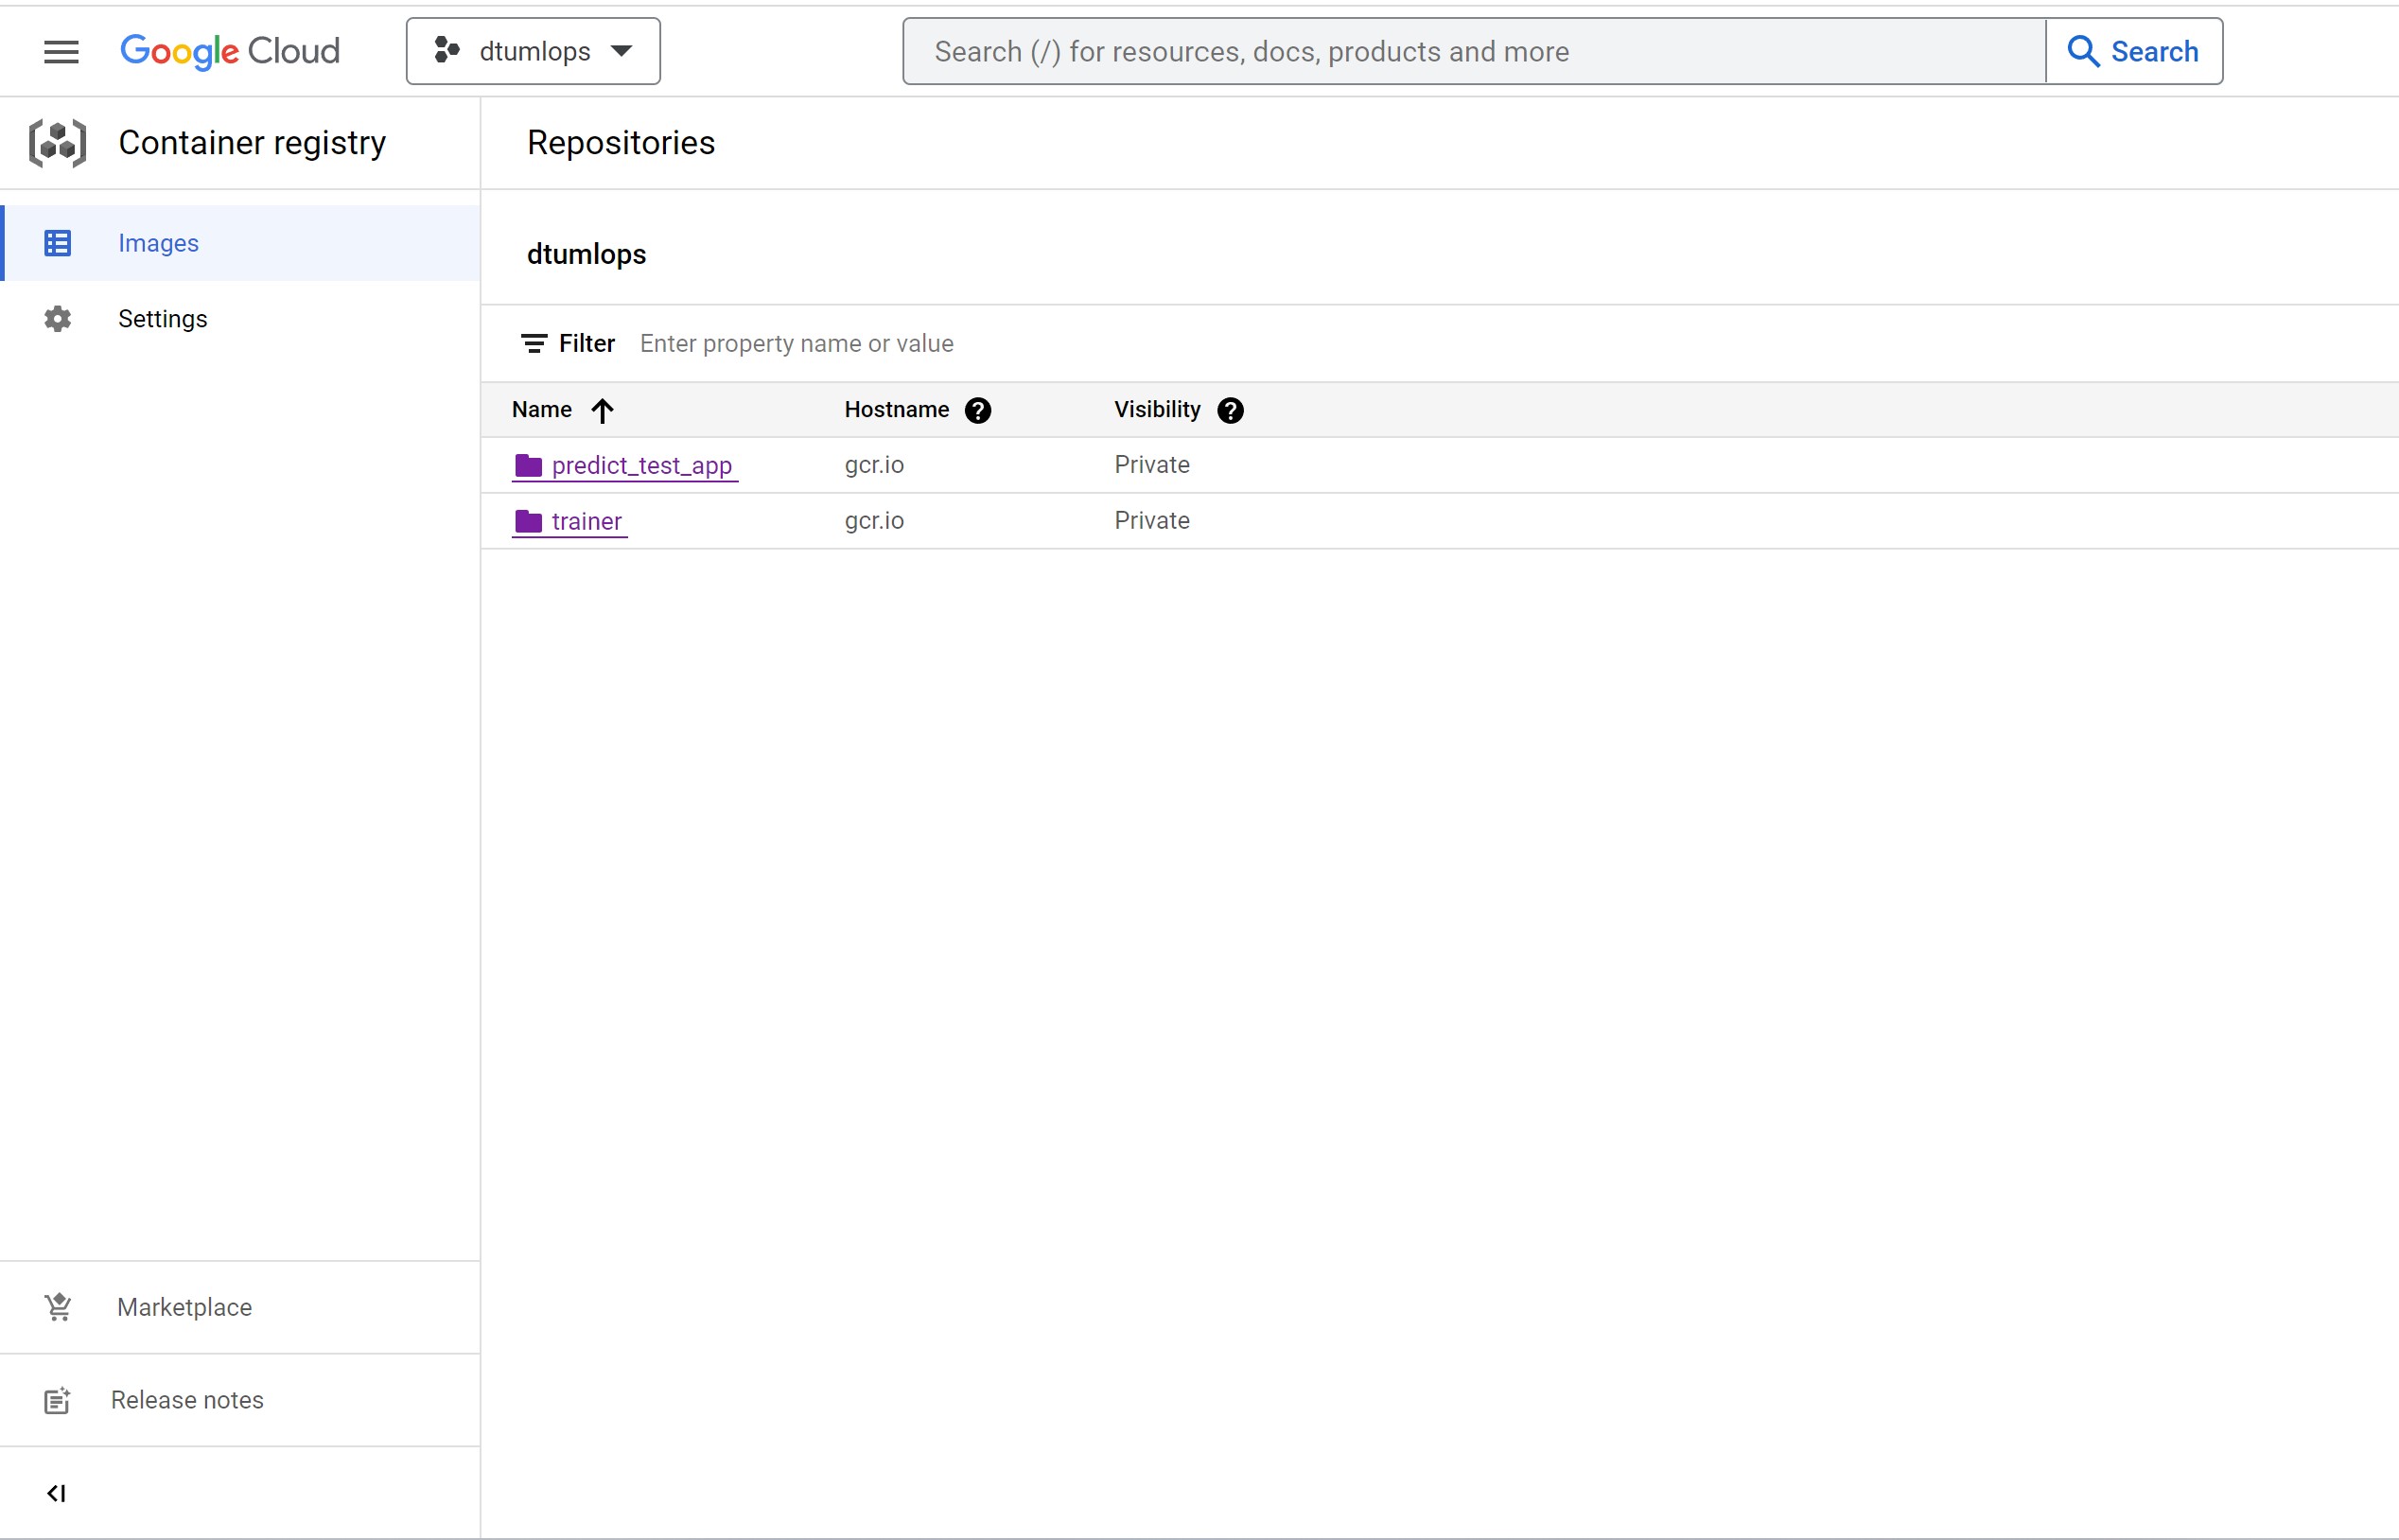 Google Cloud
dtumlops
Search (/) for resources, docs, products and more
Search
Container registry
Repositories
Images
Settings
dtumlops
Filter Enter property name or value
Name Hostname Visibility
predict_test_app gcr.io Private
trainer gcr.io Private
Marketplace
Release notes